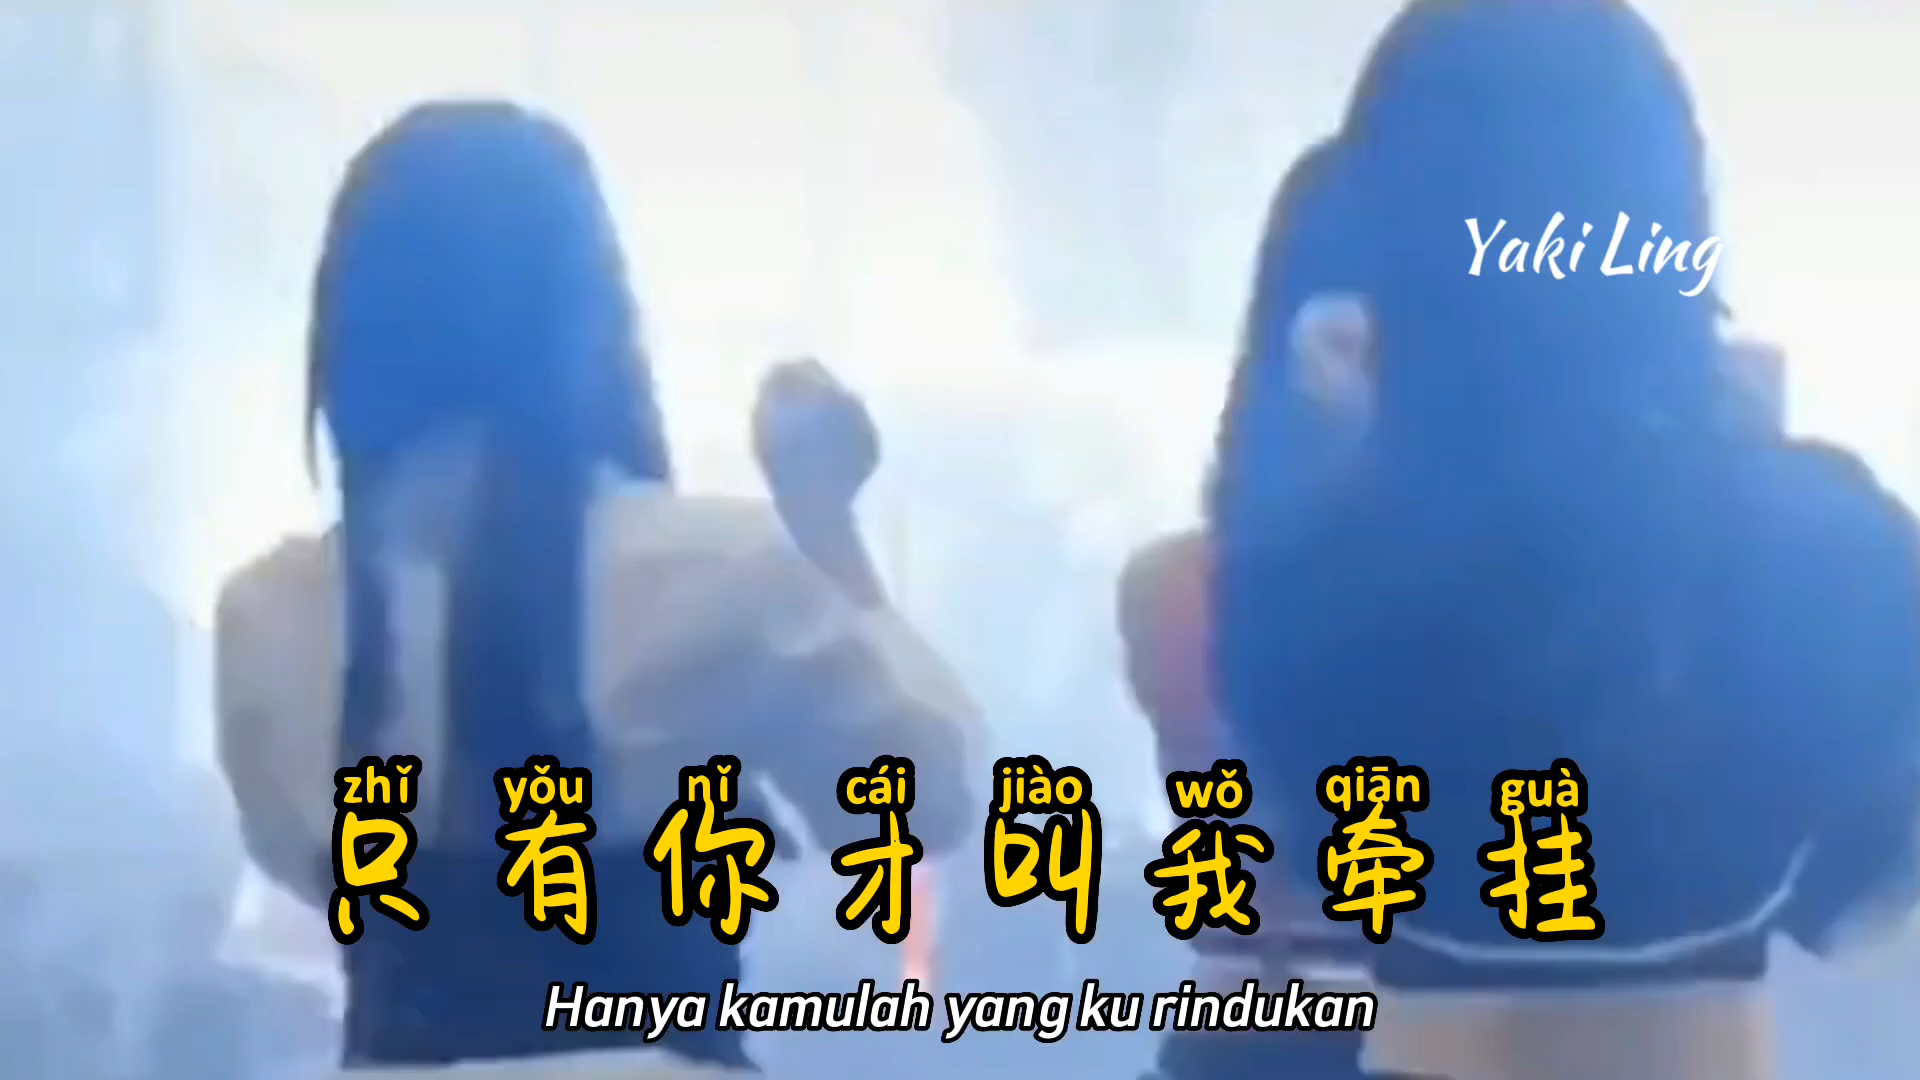 Yaki Ling
zhǐ yǒu nǐ cái jiào wǒ qiān guà
只有你才叫我牵挂
Hanya kamulah yang ku rindukan